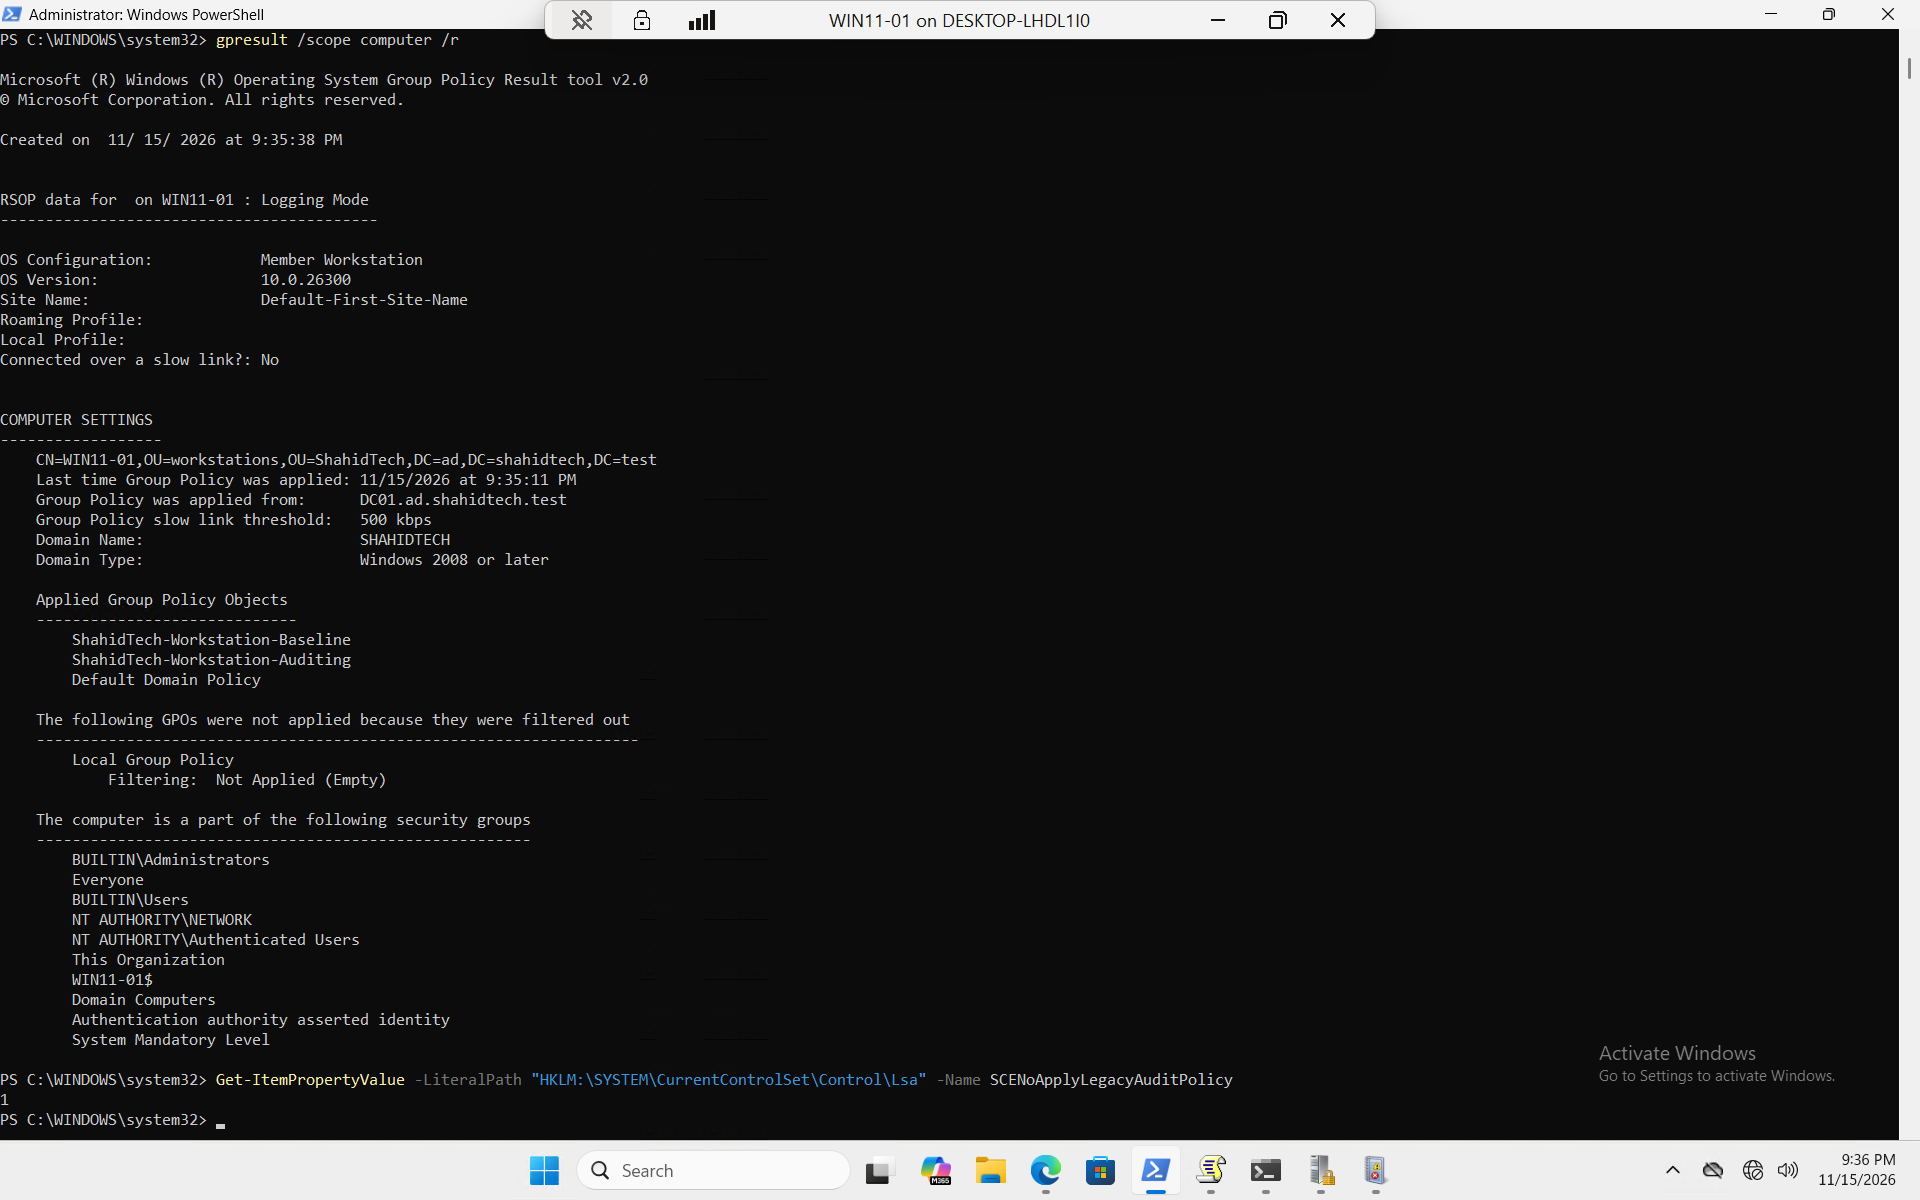 Administrator: Windows PowerShell
WIN11-01 on DESKTOP-LHDL1I0
PS C:\WINDOWS\system32> gpresult /scope computer /r
Microsoft (R) Windows (R) Operating System Group Policy Result tool v2.0
© Microsoft Corporation. All rights reserved.
Created on  11/ 15/ 2026 at 9:35:38 PM
RSOP data for  on WIN11-01 : Logging Mode
------------------------------------------
OS Configuration:            Member Workstation
OS Version:                  10.0.26300
Site Name:                   Default-First-Site-Name
Roaming Profile:
Local Profile:
Connected over a slow link?: No
COMPUTER SETTINGS
------------------
CN=WIN11-01,OU=workstations,OU=ShahidTech,DC=ad,DC=shahidtech,DC=test
Last time Group Policy was applied: 11/15/2026 at 9:35:11 PM
Group Policy was applied from:      DC01.ad.shahidtech.test
Group Policy slow link threshold:   500 kbps
Domain Name:                        SHAHIDTECH
Domain Type:                        Windows 2008 or later
Applied Group Policy Objects
-----------------------------
ShahidTech-Workstation-Baseline
ShahidTech-Workstation-Auditing
Default Domain Policy
The following GPOs were not applied because they were filtered out
-------------------------------------------------------------------
Local Group Policy
Filtering:  Not Applied (Empty)
The computer is a part of the following security groups
-------------------------------------------------------
BUILTIN\Administrators
Everyone
BUILTIN\Users
NT AUTHORITY\NETWORK
NT AUTHORITY\Authenticated Users
This Organization
WIN11-01$
Domain Computers
Authentication authority asserted identity
System Mandatory Level
PS C:\WINDOWS\system32> Get-ItemPropertyValue -LiteralPath "HKLM:\SYSTEM\CurrentControlSet\Control\Lsa" -Name SCENoApplyLegacyAuditPolicy
1
PS C:\WINDOWS\system32>
Activate Windows
Go to Settings to activate Windows.
Search
M365
9:36 PM
11/15/2026